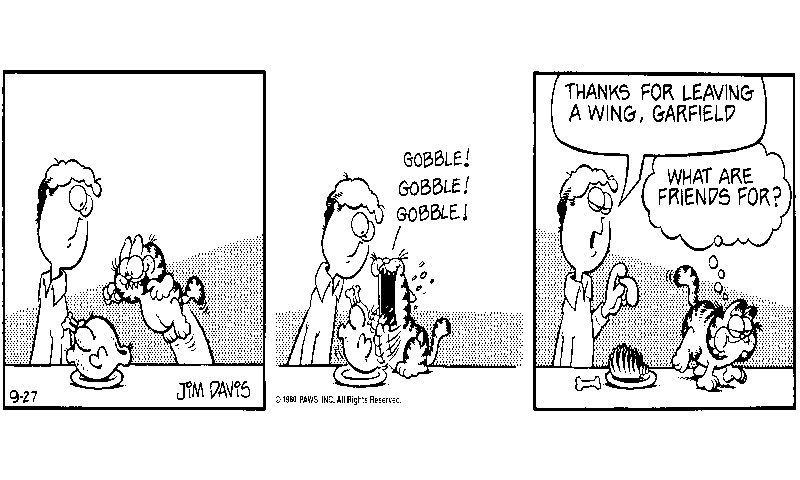 9-27
JIM DAVIS
GOBBLE!
GOBBLE!
GOBBLE!
© 1980 PAWS, INC. All Rights Reserved.
THANKS FOR LEAVING
A WING, GARFIELD
WHAT ARE
FRIENDS FOR?